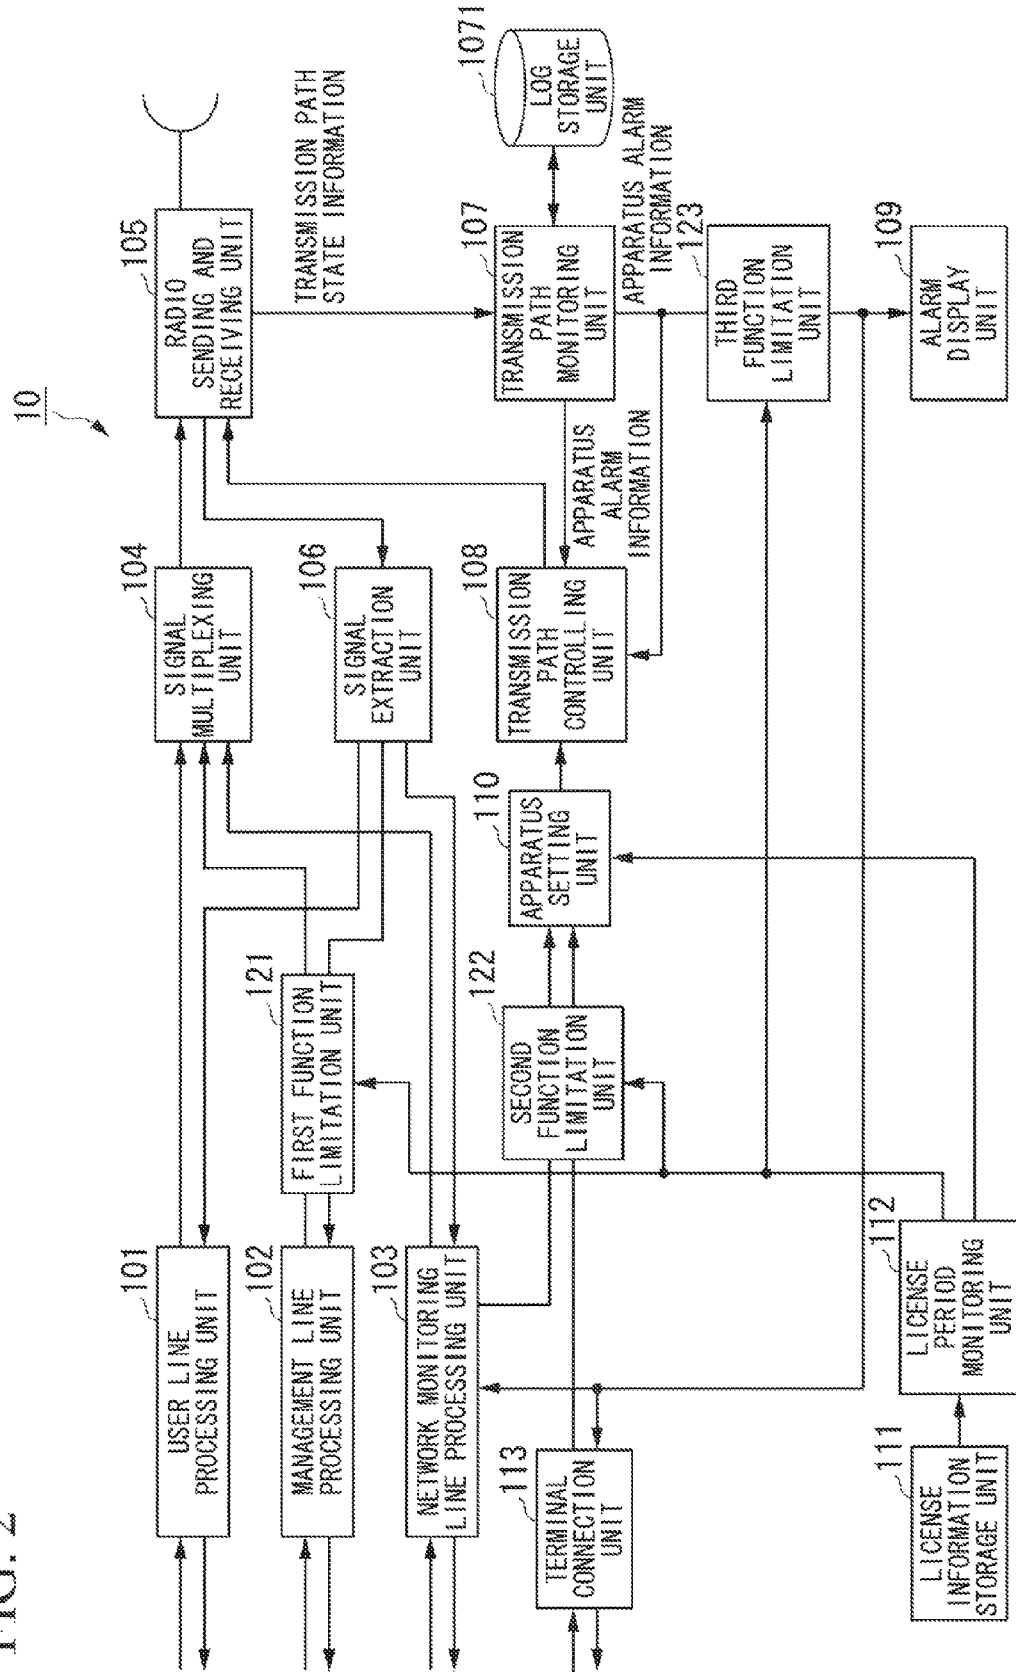 FIG. 2
10
101
USER LINE
PROCESSING UNIT
102
MANAGEMENT LINE
PROCESSING UNIT
103
NETWORK MONITORING
LINE PROCESSING UNIT
113
TERMINAL
CONNECTION
UNIT
111
LICENSE
INFORMATION
STORAGE UNIT
112
LICENSE
PERIOD
MONITORING
UNIT
121
FIRST FUNCTION
LIMITATION UNIT
122
SECOND
FUNCTION
LIMITATION
UNIT
110
APPARATUS
SETTING
UNIT
104
SIGNAL
MULTIPLEXING
UNIT
106
SIGNAL
EXTRACTION
UNIT
108
TRANSMISSION
PATH
CONTROLLING
UNIT
APPARATUS
ALARM
INFORMATION
105
RADIO
SENDING AND
RECEIVING UNIT
TRANSMISSION PATH
STATE INFORMATION
107
TRANSMISSION
PATH
MONITORING
UNIT
1071
LOG
STORAGE
UNIT
APPARATUS ALARM
INFORMATION
123
THIRD
FUNCTION
LIMITATION
UNIT
109
ALARM
DISPLAY
UNIT